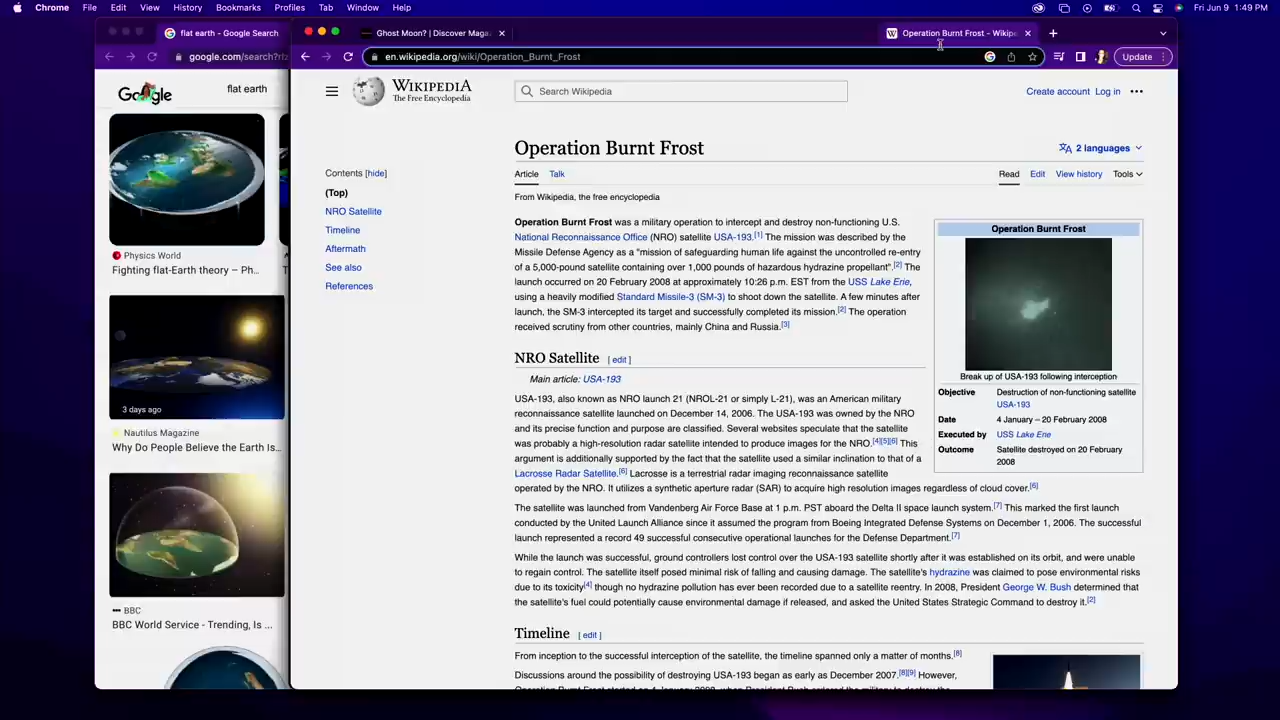 Chrome File Edit View History Bookmarks Profiles Tab Window Help Fri Jun 9 1:49 PM
flat earth - Google Search
google.com/search?
Google
flat earth
Physics World
Fighting flat-Earth theory – Ph...
3 days ago
Nautilus Magazine
Why Do People Believe the Earth Is...
BBC
BBC World Service - Trending, Is ...
Ghost Moon? | Discover Maga
Operation Burnt Frost - Wikipe
en.wikipedia.org/wiki/Operation_Burnt_Frost
Update
WIKIPEDIA
The Free Encyclopedia
Search Wikipedia
Create account Log in
Contents [hide]
(Top)
NRO Satellite
Timeline
Aftermath
See also
References
Operation Burnt Frost
2 languages
Article Talk
Read Edit View history Tools
From Wikipedia, the free encyclopedia
Operation Burnt Frost was a military operation to intercept and destroy non-functioning U.S.
National Reconnaissance Office (NRO) satellite USA-193.[1] The mission was described by the
Missile Defense Agency as a "mission of safeguarding human life against the uncontrolled re-entry
of a 5,000-pound satellite containing over 1,000 pounds of hazardous hydrazine propellant".[2] The
launch occurred on 20 February 2008 at approximately 10:26 p.m. EST from the USS Lake Erie,
using a heavily modified Standard Missile-3 (SM-3) to shoot down the satellite. A few minutes after
launch, the SM-3 intercepted its target and successfully completed its mission.[2] The operation
received scrutiny from other countries, mainly China and Russia.[3]
Operation Burnt Frost
Break up of USA-193 following interception
Objective Destruction of non-functioning satellite
USA-193
Date 4 January – 20 February 2008
Executed by USS Lake Erie
Outcome Satellite destroyed on 20 February
2008
NRO Satellite [ edit ]
Main article: USA-193
USA-193, also known as NRO launch 21 (NROL-21 or simply L-21), was an American military
reconnaissance satellite launched on December 14, 2006. The USA-193 was owned by the NRO
and its precise function and purpose are classified. Several websites speculate that the satellite
was probably a high-resolution radar satellite intended to produce images for the NRO.[4][5][6] This
argument is additionally supported by the fact that the satellite used a similar inclination to that of a
Lacrosse Radar Satellite.[6] Lacrosse is a terrestrial radar imaging reconnaissance satellite
operated by the NRO. It utilizes a synthetic aperture radar (SAR) to acquire high resolution images regardless of cloud cover.[6]
The satellite was launched from Vandenberg Air Force Base at 1 p.m. PST aboard the Delta II space launch system.[7] This marked the first launch
conducted by the United Launch Alliance since it assumed the program from Boeing Integrated Defense Systems on December 1, 2006. The successful
launch represented a record 49 successful consecutive operational launches for the Defense Department.[7]
While the launch was successful, ground controllers lost control over the USA-193 satellite shortly after it was established on its orbit, and were unable
to regain control. The satellite itself posed minimal risk of falling and causing damage. The satellite's hydrazine was claimed to pose environmental risks
due to its toxicity[4] though no hydrazine pollution has ever been recorded due to a satellite reentry. In 2008, President George W. Bush determined that
the satellite's fuel could potentially cause environmental damage if released, and asked the United States Strategic Command to destroy it.[2]
Timeline [ edit ]
From inception to the successful interception of the satellite, the timeline spanned only a matter of months.[8]
Discussions around the possibility of destroying USA-193 began as early as December 2007.[8][9] However,